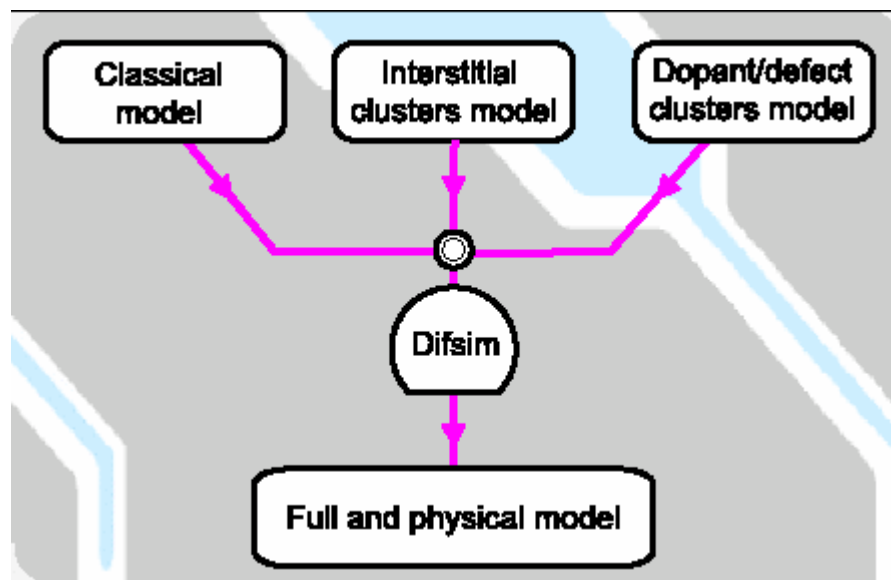 Classical
model
Interstitial
clusters model
Dopant/defect
clusters model
Difsim
Full and physical model